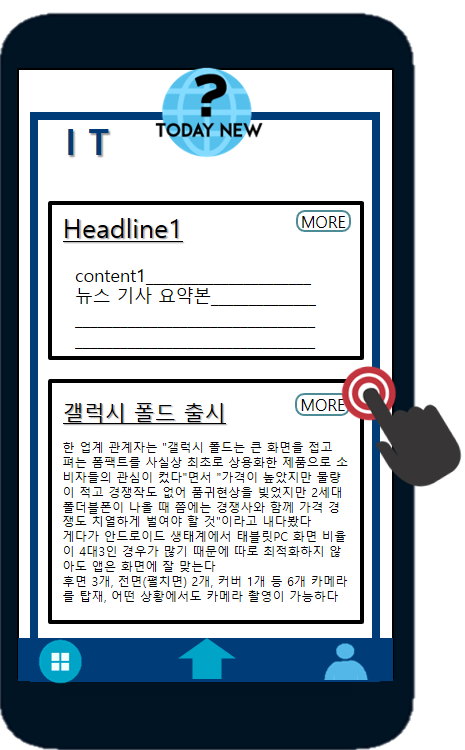 ?
TODAY NEW
I T
Headline1
MORE
content1____________________
뉴스 기사 요약본____________
___________________________
___________________________
갤럭시 폴드 출시
MORE
한 업계 관계자는 "갤럭시 폴드는 큰 화면을 접고
펴는 폼팩트를 사실상 최초로 상용화한 제품으로 소
비자들의 관심이 컸다"면서 "가격이 높았지만 물량
이 적고 경쟁작도 없어 품귀현상을 빚었지만 2세대
폴더블폰이 나올 때 쯤에는 경쟁사와 함께 가격 경
쟁도 치열하게 벌여야 할 것"이라고 내다봤다
게다가 안드로이드 생태계에서 태블릿PC 화면 비율
이 4대3인 경우가 많기 때문에 따로 최적화하지 않
아도 앱은 화면에 잘 맞는다
후면 3개, 전면(펼치면) 2개, 커버 1개 등 6개 카메라
를 탑재, 어떤 상황에서도 카메라 촬영이 가능하다